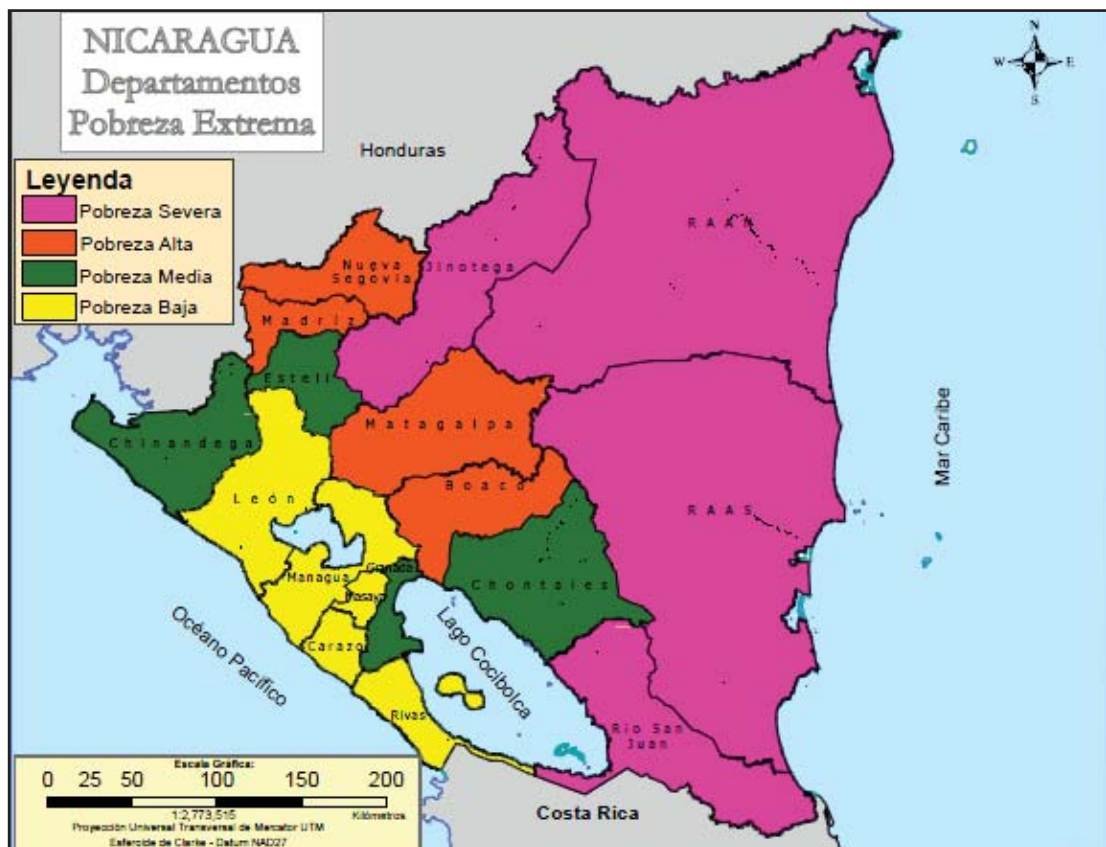 NICARAGUA
Departamentos
Pobreza Extrema
N
W
E
S
Honduras
Leyenda
Pobreza Severa
Pobreza Alta
Pobreza Media
Pobreza Baja
RAAN
Nueva
Segovia
Jinotega
Madríz
Estelí
Chinandega
Matagalpa
Boaco
León
RAAS
Mar Caribe
Granada
Managua
Masaya
Chontales
Carazo
Océano Pacífico
Lago Cocibolca
Rivas
Río San
Juan
Costa Rica
Escala Gráfica:
0 25 50 100 150 200
1:2,773,515
Kilómetros
Proyección Universal Transversal de Mercator UTM
Esferoide de Clarke - Datum NAD27